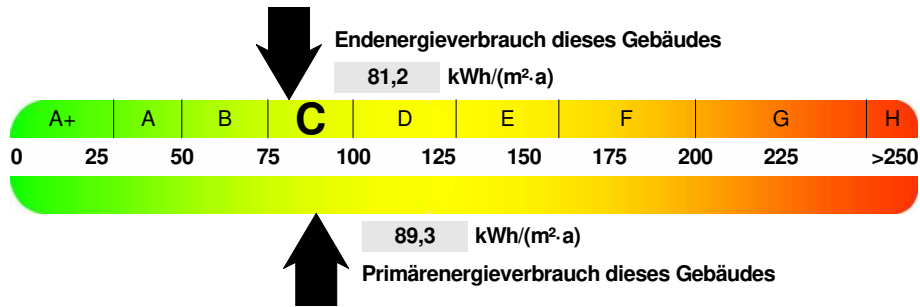 Endenergieverbrauch dieses Gebäudes
81,2 kWh/(m²·a)
A+ A B C D E F G H
0 25 50 75 100 125 150 175 200 225 >250
89,3 kWh/(m²·a)
Primärenergieverbrauch dieses Gebäudes